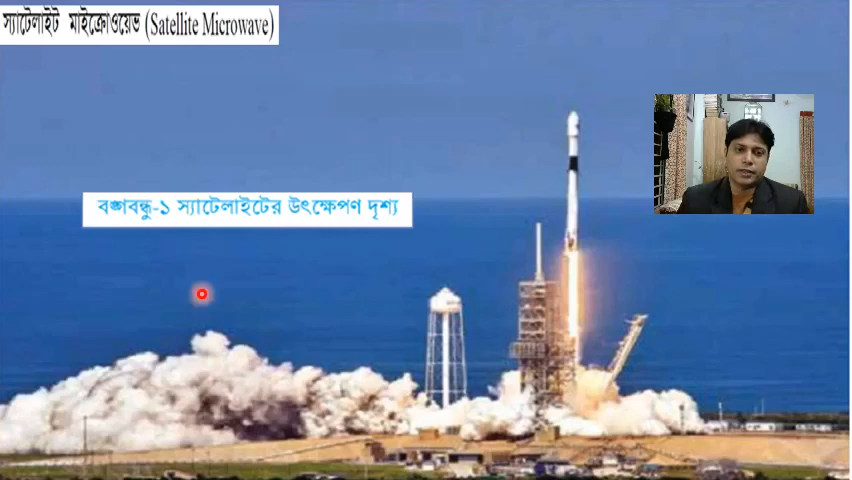 স্যাটেলাইট মাইক্রোওয়েভ (Satellite Microwave)
বঙ্গবন্ধু-১ স্যাটেলাইটের উৎক্ষেপণ দৃশ্য